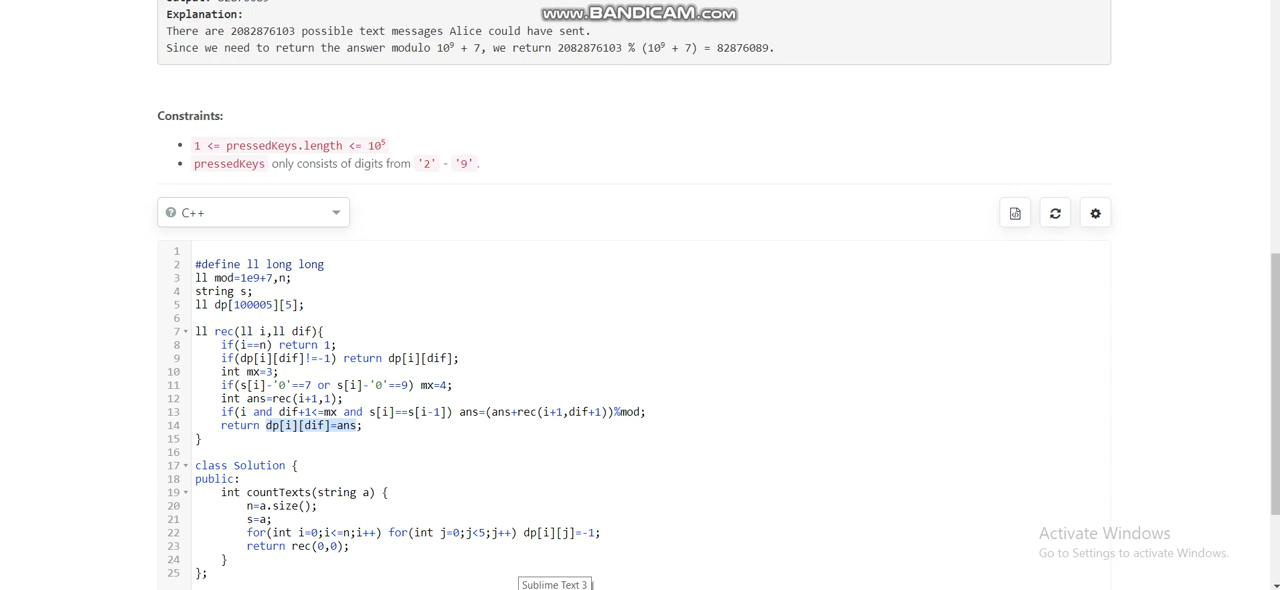 www.BANDICAM.com
Explanation:
There are 2082876103 possible text messages Alice could have sent.
Since we need to return the answer modulo 10⁹ + 7, we return 2082876103 % (10⁹ + 7) = 82876089.
Constraints:
1 <= pressedKeys.length <= 10⁵
pressedKeys only consists of digits from '2' - '9'.
C++
1
2 #define ll long long
3 ll mod=1e9+7,n;
4 string s;
5 ll dp[100005][5];
6
7 ll rec(ll i,ll dif){
8 if(i==n) return 1;
9 if(dp[i][dif]!=-1) return dp[i][dif];
10 int mx=3;
11 if(s[i]-'0'==7 or s[i]-'0'==9) mx=4;
12 int ans=rec(i+1,1);
13 if(i and dif+1<=mx and s[i]==s[i-1]) ans=(ans+rec(i+1,dif+1))%mod;
14 return dp[i][dif]=ans;
15 }
16
17 class Solution {
18 public:
19 int countTexts(string a) {
20 n=a.size();
21 s=a;
22 for(int i=0;i<=n;i++) for(int j=0;j<5;j++) dp[i][j]=-1;
23 return rec(0,0);
24 }
25 };
Activate Windows
Go to Settings to activate Windows.
Sublime Text 3